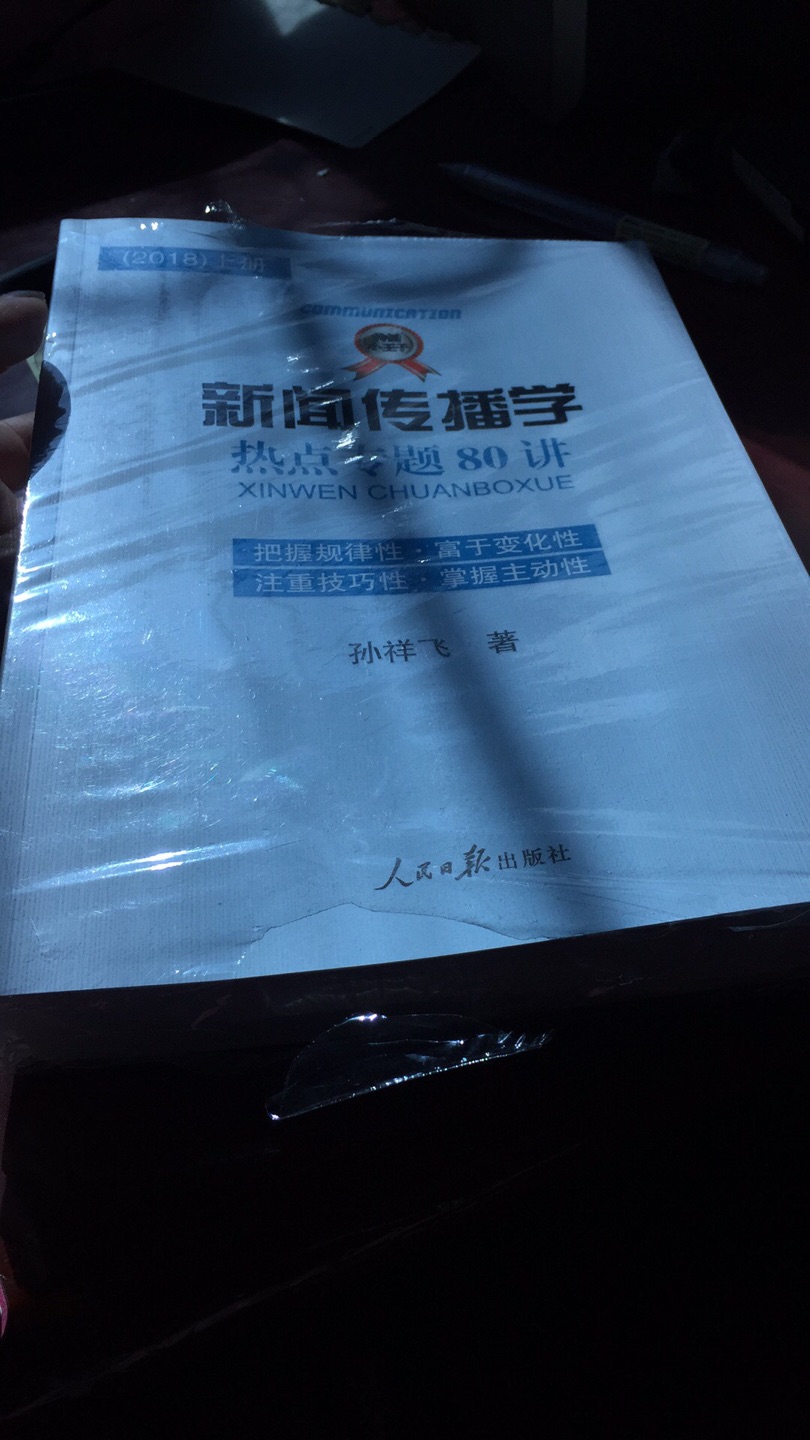 (2018) 上册
COMMUNICATION
新闻传播学
热点专题 80 讲
XINWEN CHUANBOXUE
把握规律性·富于变化性
注重技巧性·掌握主动性
孙祥飞 著
人民日报出版社